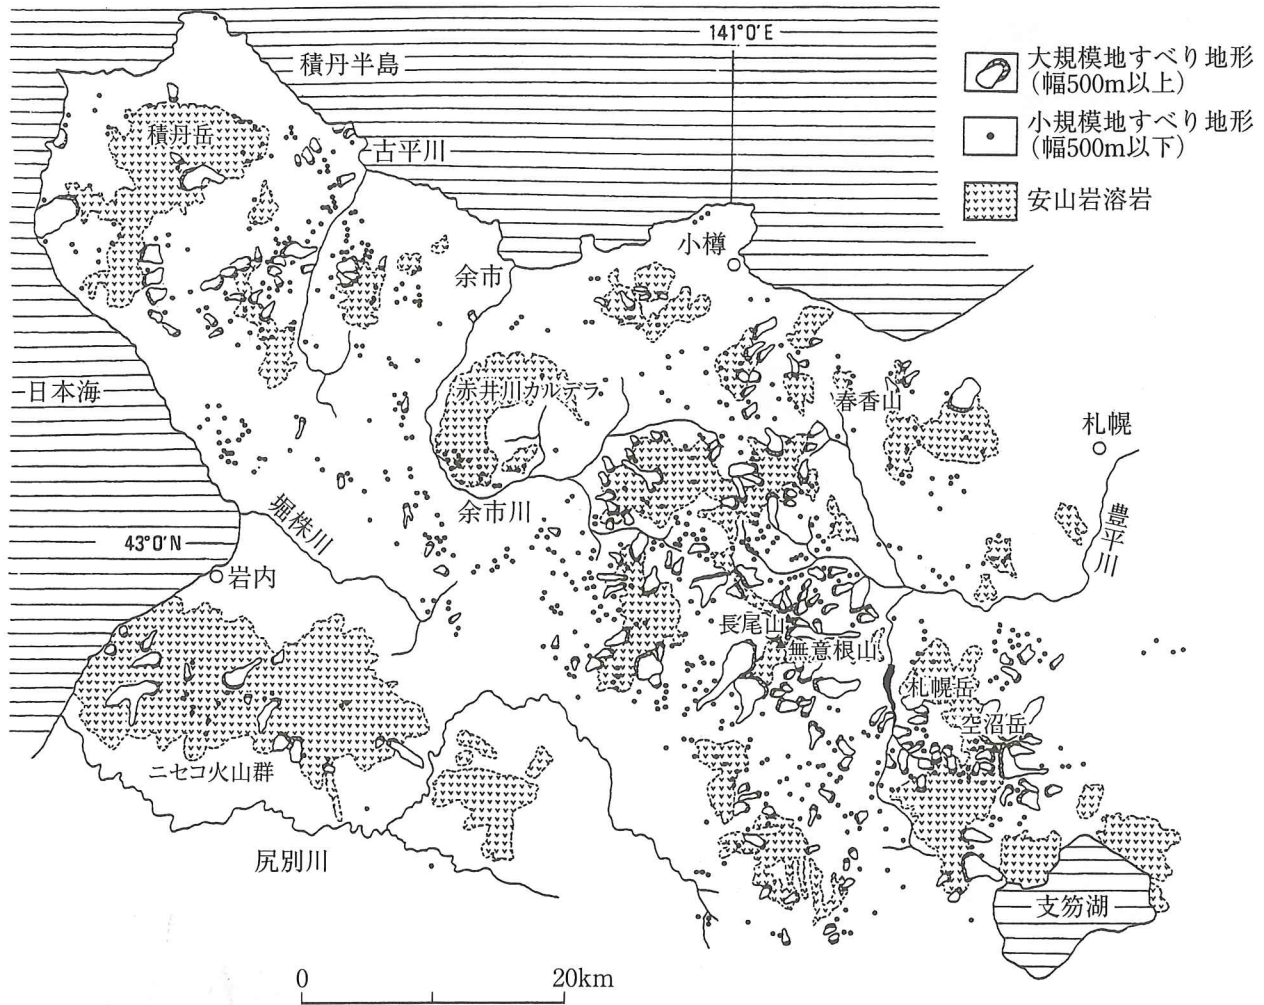 141°0′E
積丹半島
大規模地すべり地形
(幅500m以上)
小規模地すべり地形
(幅500m以下)
安山岩溶岩
積丹岳
古平川
小樽
余市
日本海
赤井川カルデラ
春香山
札幌
堀株川
余市川
豊平川
43°0′N
岩内
長尾山
無意根山
札幌岳
空沼岳
ニセコ火山群
尻別川
支笏湖
0
20km